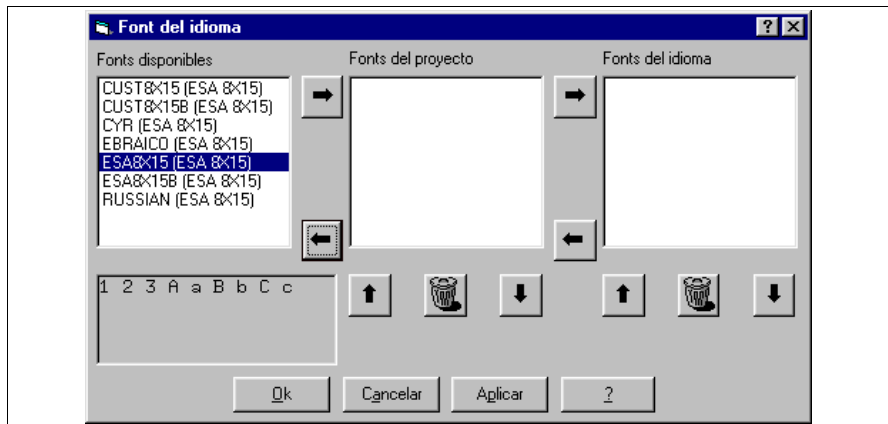 Font del idioma
Fonts disponibles
Fonts del proyecto
Fonts del idioma
CUST8X15 (ESA 8X15)
CUST8X15B (ESA 8X15)
CYR (ESA 8X15)
EBRAICO (ESA 8X15)
ESA8X15 (ESA 8X15)
ESA8X15B (ESA 8X15)
RUSSIAN (ESA 8X15)
1 2 3 A a B b C c
Ok
Cancelar
Aplicar
?